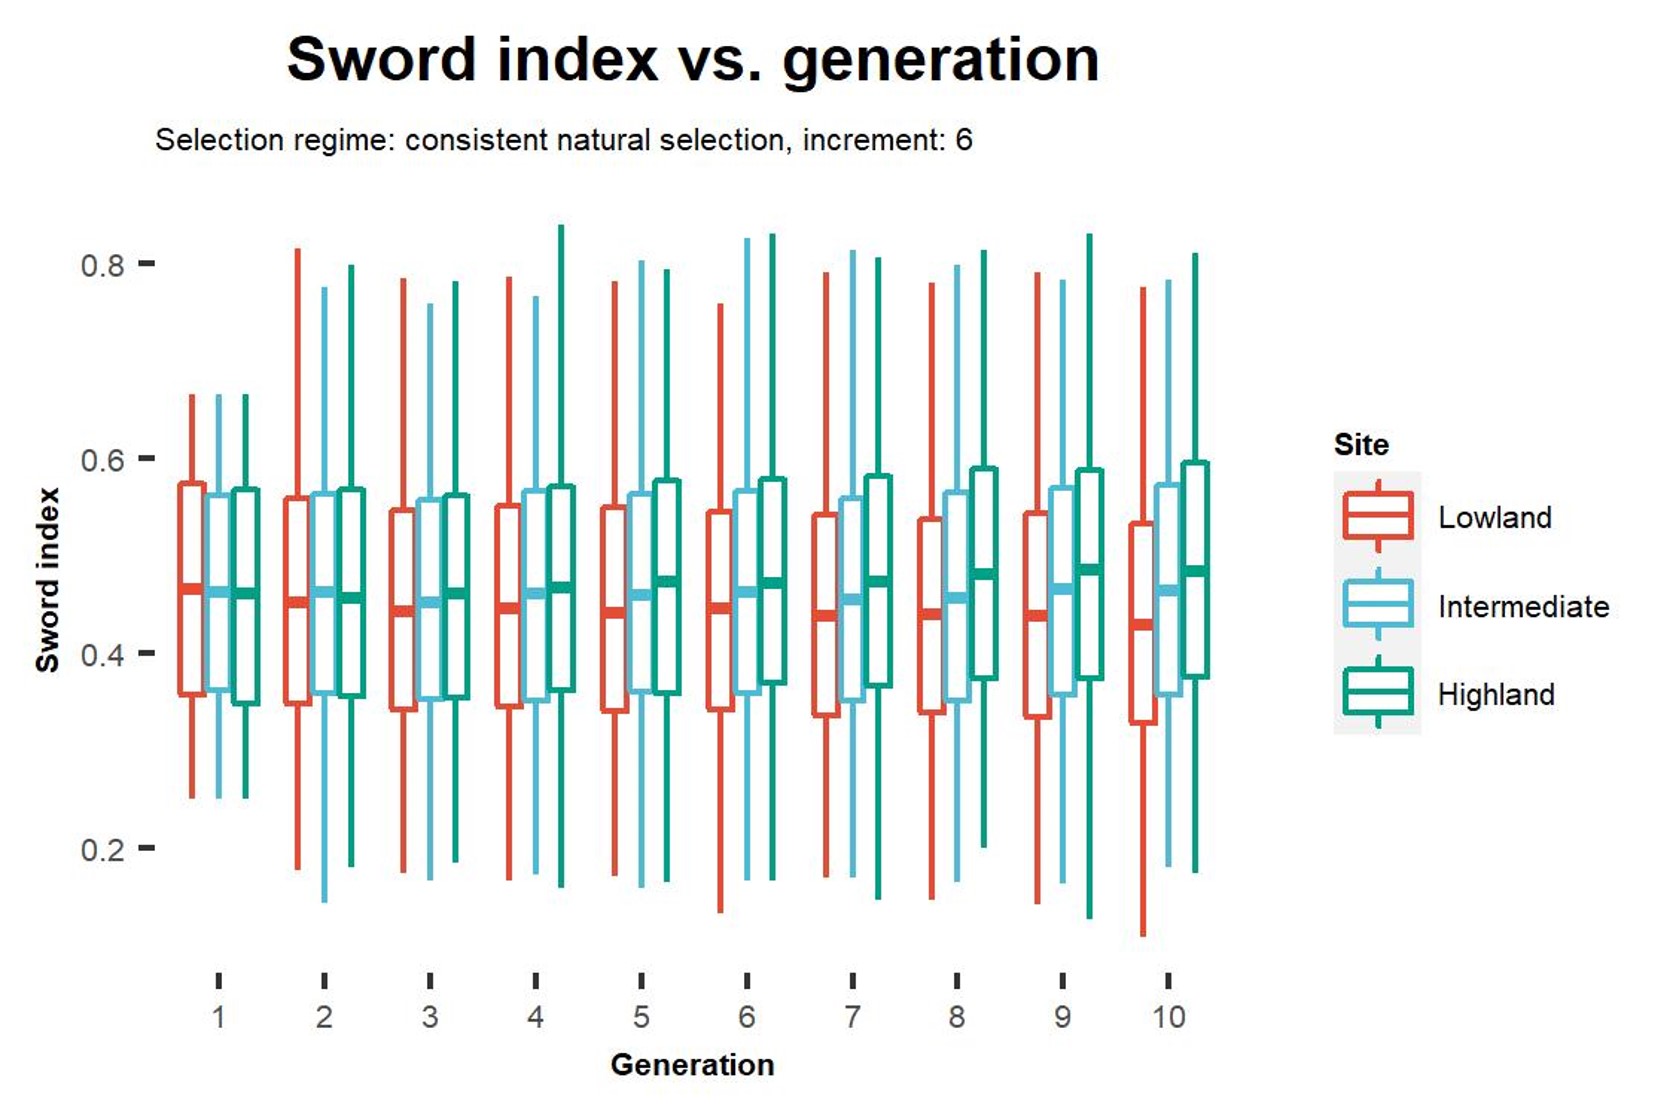 Sword index vs. generation
Selection regime: consistent natural selection, increment: 6
Sword index
0.8
0.6
0.4
0.2
1 2 3 4 5 6 7 8 9 10
Generation
Site
Lowland
Intermediate
Highland